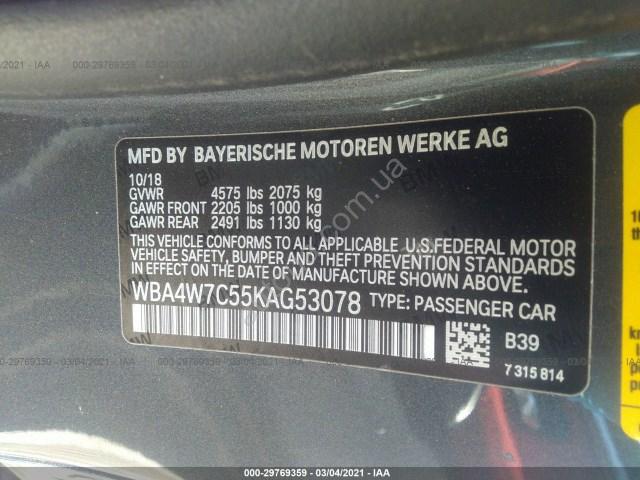 MFD BY BAYERISCHE MOTOREN WERKE AG
10/18
GVWR 4575 lbs 2075 kg
GAWR FRONT 2205 lbs 1000 kg
GAWR REAR 2491 lbs 1130 kg
THIS VEHICLE CONFORMS TO ALL APPLICABLE U.S.FEDERAL MOTOR
VEHICLE SAFETY, BUMPER AND THEFT PREVENTION STANDARDS
IN EFFECT ON THE DATE OF MANUFACTURE SHOWN ABOVE.
WBA4W7C55KAG53078 TYPE: PASSENGER CAR
B39
7 315 814
000-29769359 - 03/04/2021 - IAA